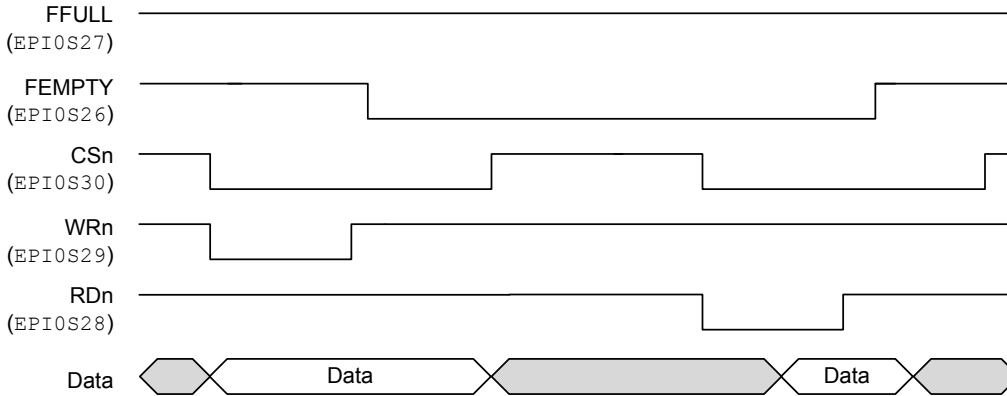 FFULL
(EPI0S27)
FEMPTY
(EPI0S26)
CSn
(EPI0S30)
WRn
(EPI0S29)
RDn
(EPI0S28)
Data Data Data